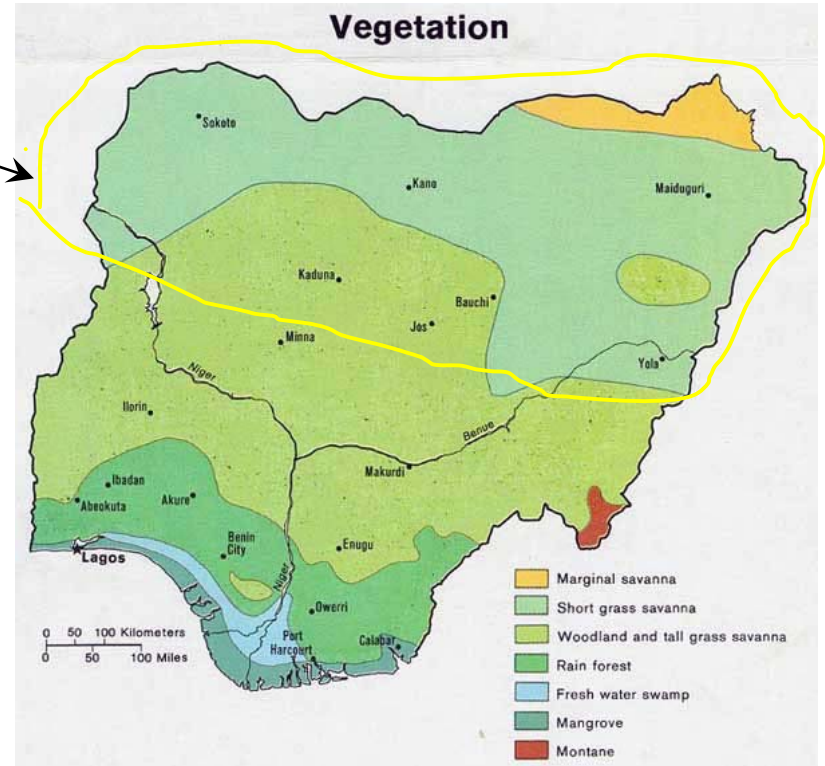 Vegetation
Sokoto
Kano
Maiduguri
Kaduna
Bauchi
Jos
Minna
Yola
Niger
Ilorin
Benue
Makurdi
Ibadan
Abeokuta
Akure
Benin
City
Enugu
Lagos
Niger
Owerri
Port
Harcourt
Calabar
0 50 100 Kilometers
0 50 100 Miles
Marginal savanna
Short grass savanna
Woodland and tall grass savanna
Rain forest
Fresh water swamp
Mangrove
Montane